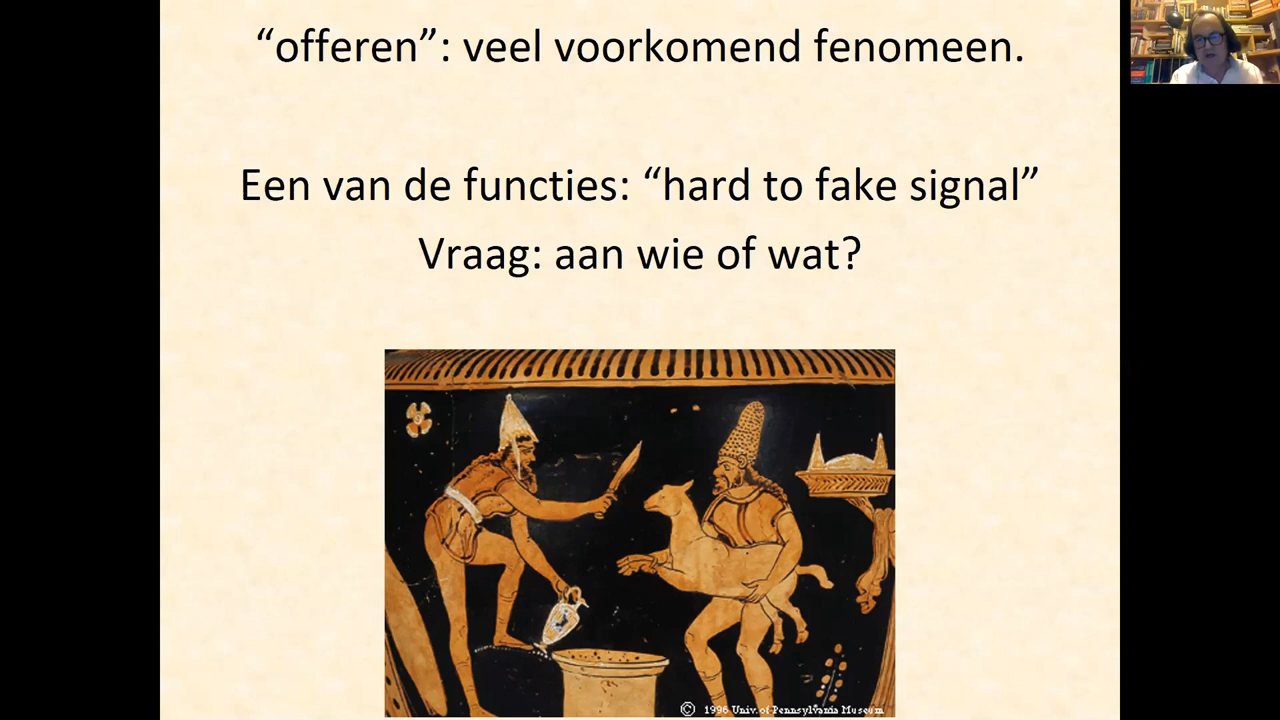 “offeren”: veel voorkomend fenomeen.
Een van de functies: “hard to fake signal”
Vraag: aan wie of wat?
© 1996 Univ. of Pennsylvania Museum